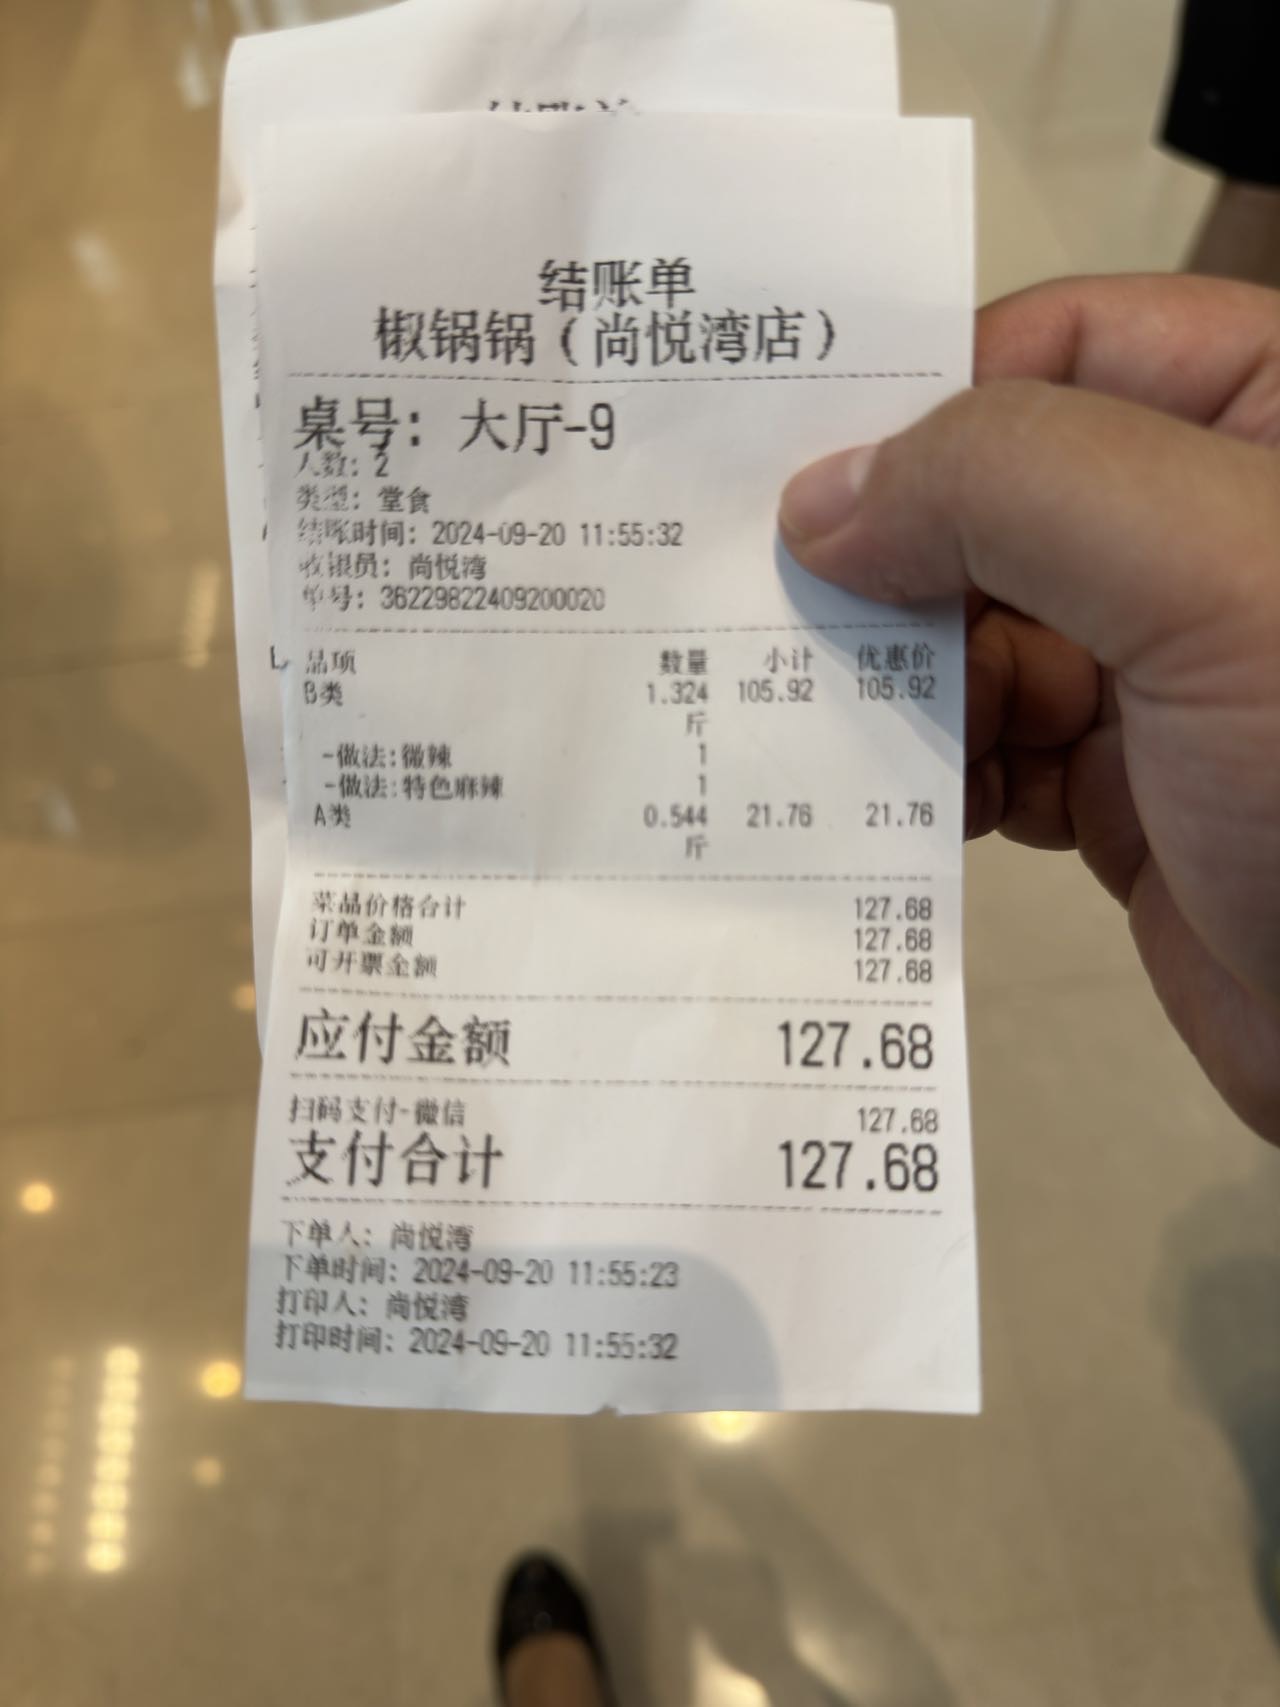 结账单
椒锅锅（尚悦湾店）
桌号：大厅-9
人数：2
类型：堂食
结账时间：2024-09-20 11:55:32
收银员：尚悦湾
单号：36229822409200020
品项 数量 小计 优惠价
B类 1.324 105.92 105.92
斤
-做法:微辣 1
-做法:特色麻辣 1
A类 0.544 21.76 21.76
斤
菜品价格合计 127.68
订单金额 127.68
可开票金额 127.68
应付金额 127.68
扫码支付-微信 127.68
支付合计 127.68
下单人：尚悦湾
下单时间：2024-09-20 11:55:23
打印人：尚悦湾
打印时间：2024-09-20 11:55:32